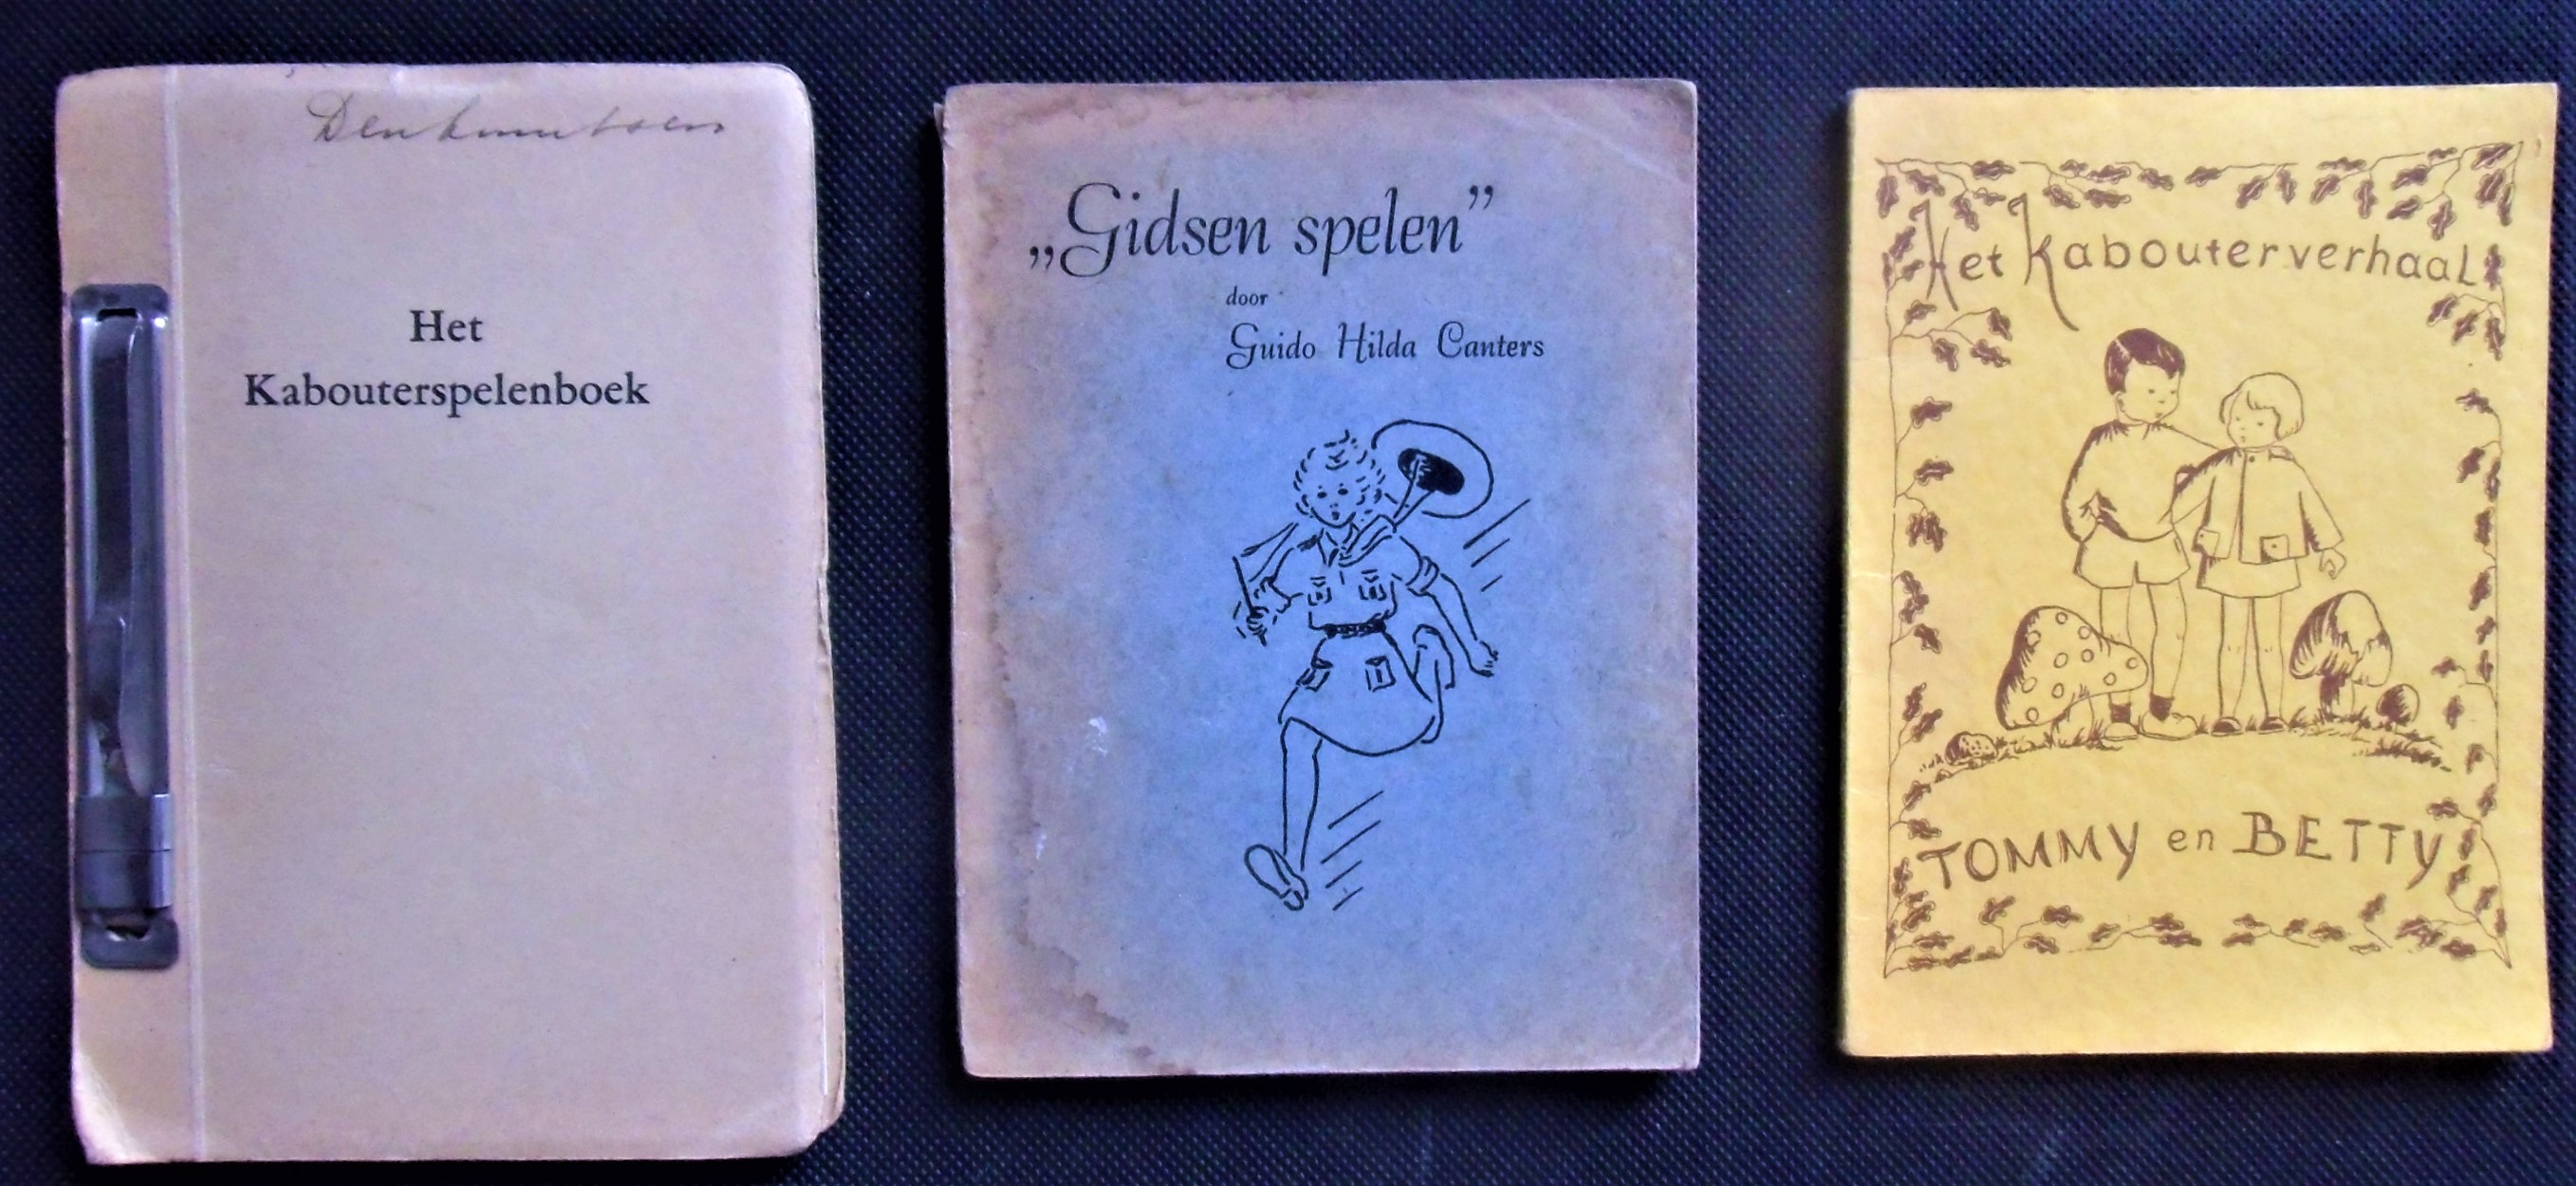 Het
Kabouterspelenboek
„Gidsen spelen”
door
Guido Hilda Canters
Het Kabouterverhaal
TOMMY en BETTY